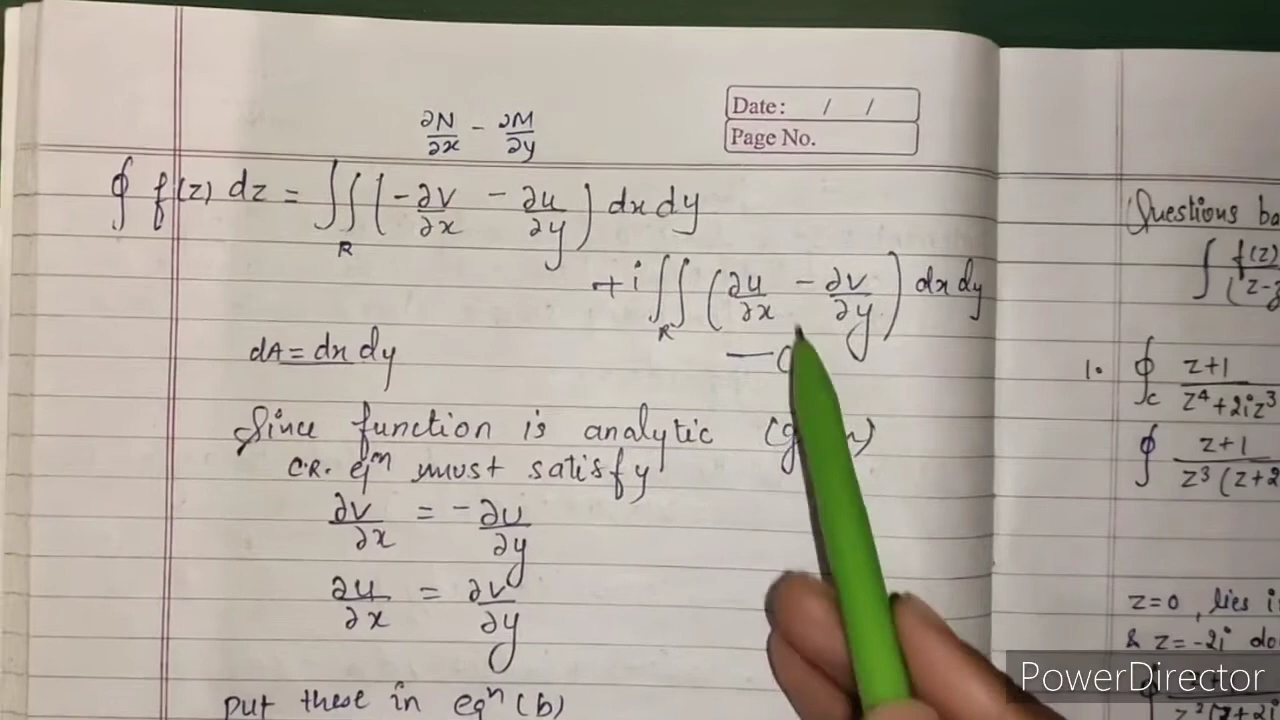 Date: / /
Page No.
∂N/∂x - ∂M/∂y
∮ f(z) dz = ∬_R (-∂v/∂x - ∂u/∂y) dx dy
+ i ∬_R (∂u/∂x - ∂v/∂y) dx dy
dA = dx dy
Since function is analytic
C.R. eqⁿ must satisfy
∂v/∂x = -∂u/∂y
∂u/∂x = ∂v/∂y
put these in eqⁿ (b)
Questions
∫ f(z)
1. ∮_c z+1 / z⁴+2iz³
∮ z+1 / z³(z+2
z=0, lies
& z=-2i
PowerDirector